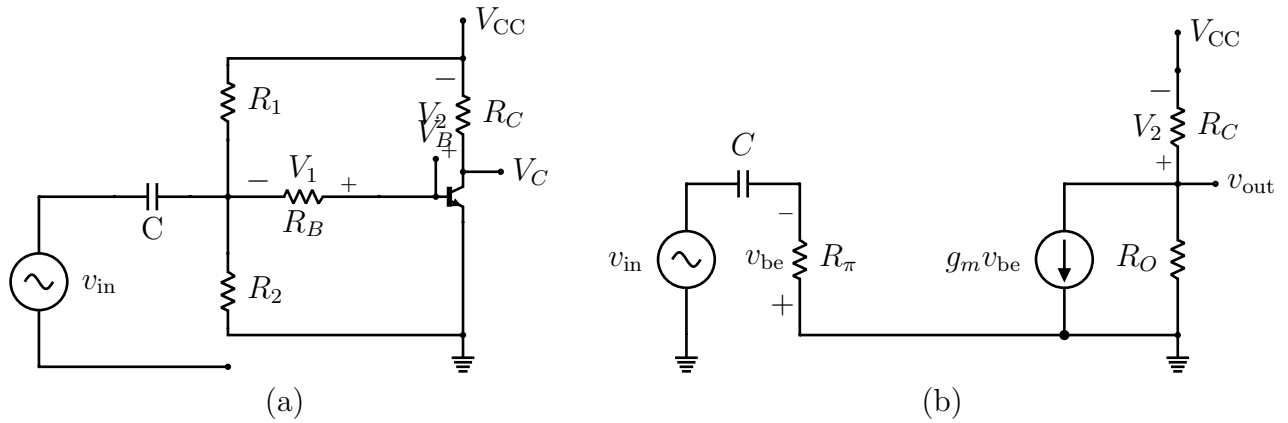 V_CC
R_1
−
V_2
R_C
V_B
+
V_C
−
V_1
+
C
R_B
v_in
R_2
(a)
V_CC
−
V_2
R_C
+
C
v_out
−
v_in
v_be
R_π
g_m v_be
R_O
+
(b)